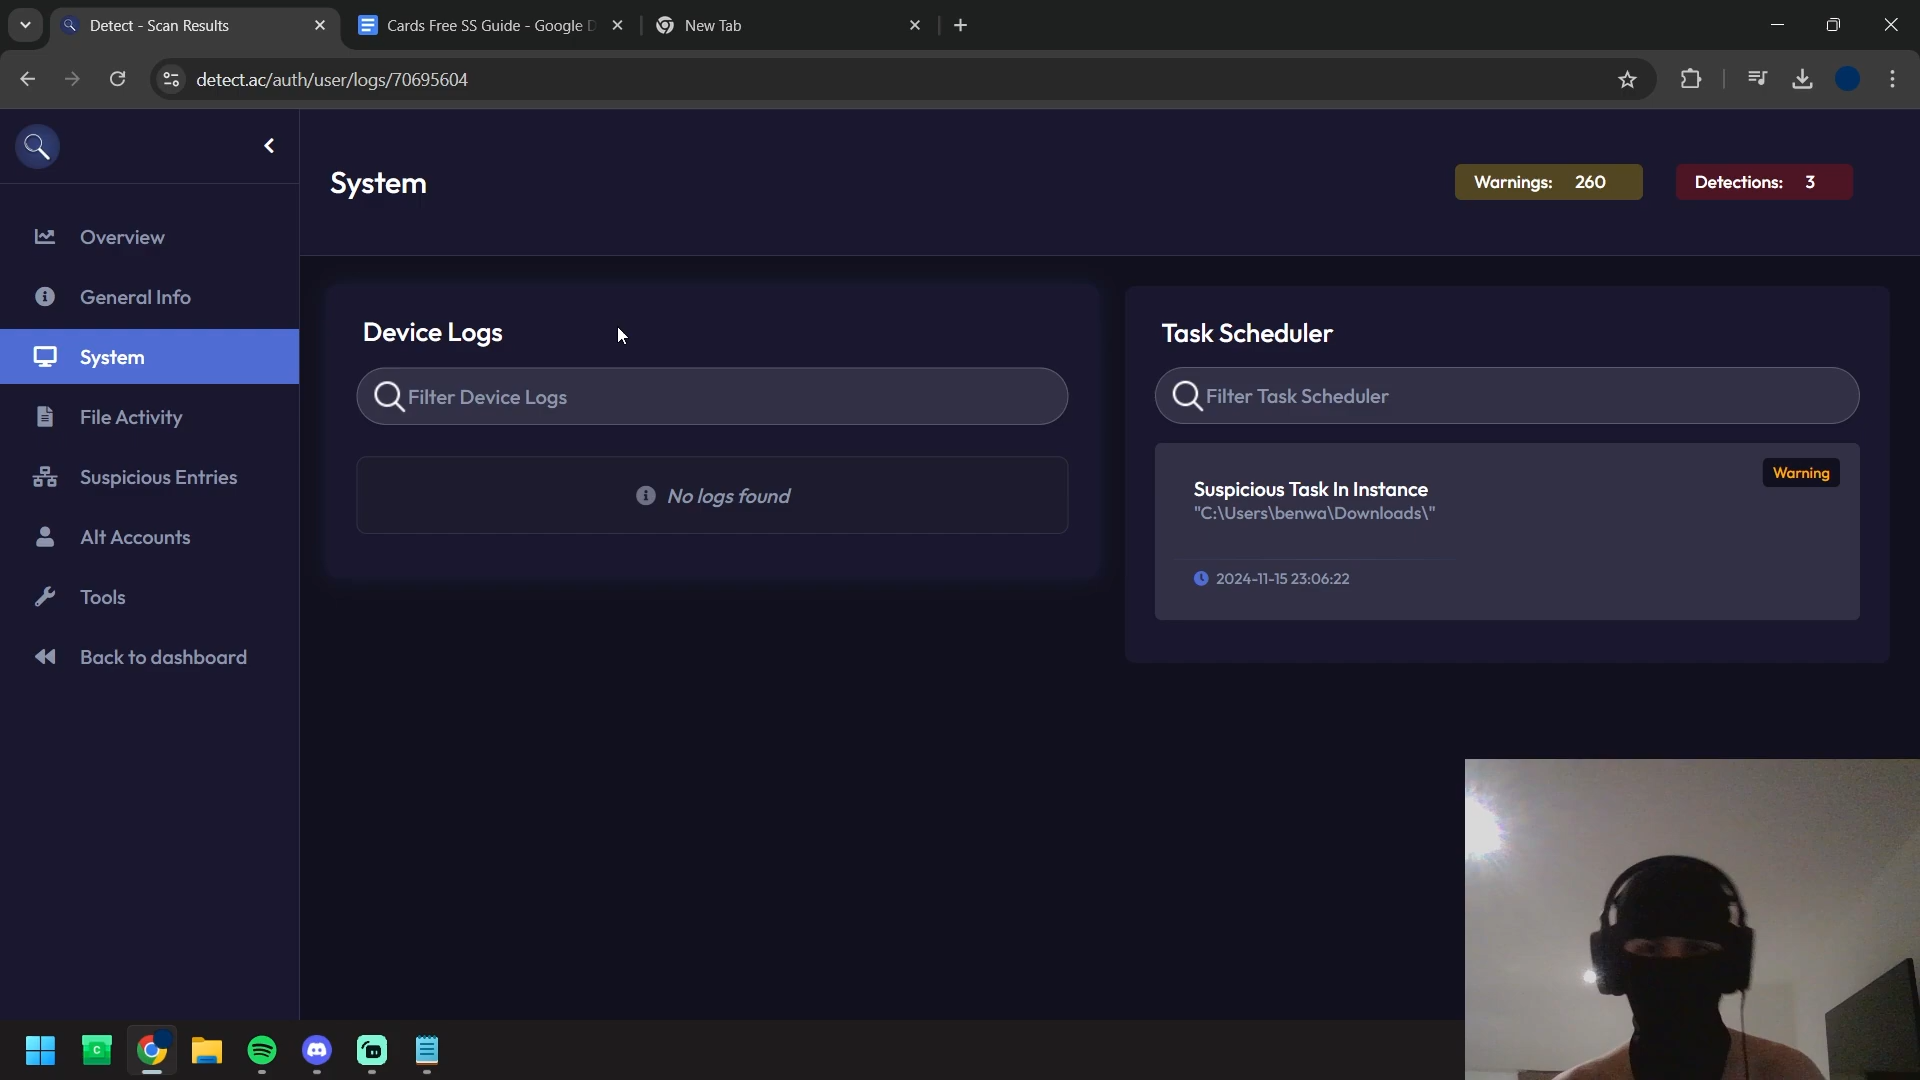 Detect - Scan Results
Cards Free SS Guide - Google D
New Tab
detect.ac/auth/user/logs/70695604
System
Warnings: 260
Detections: 3
Overview
General Info
System
File Activity
Suspicious Entries
Alt Accounts
Tools
Back to dashboard
Device Logs
Filter Device Logs
No logs found
Task Scheduler
Filter Task Scheduler
Warning
Suspicious Task In Instance
"C:\Users\benwa\Downloads\"
2024-11-15 23:06:22
C